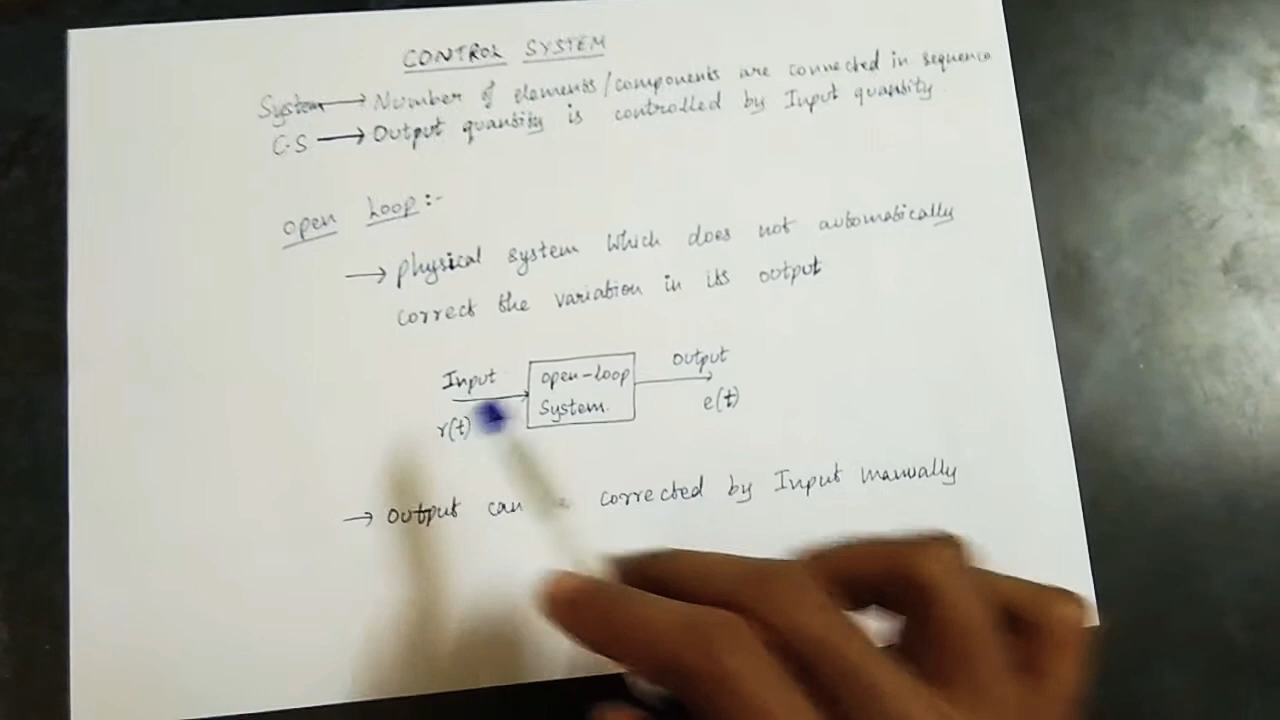 CONTROL SYSTEM
System → Number of elements/components are connected in sequence
C.S → Output quantity is controlled by Input quantity
open Loop:-
→ physical system which does not automatically
correct the variation in its output
Input
r(t)
open-loop
System.
output
e(t)
→ output can corrected by Input manually